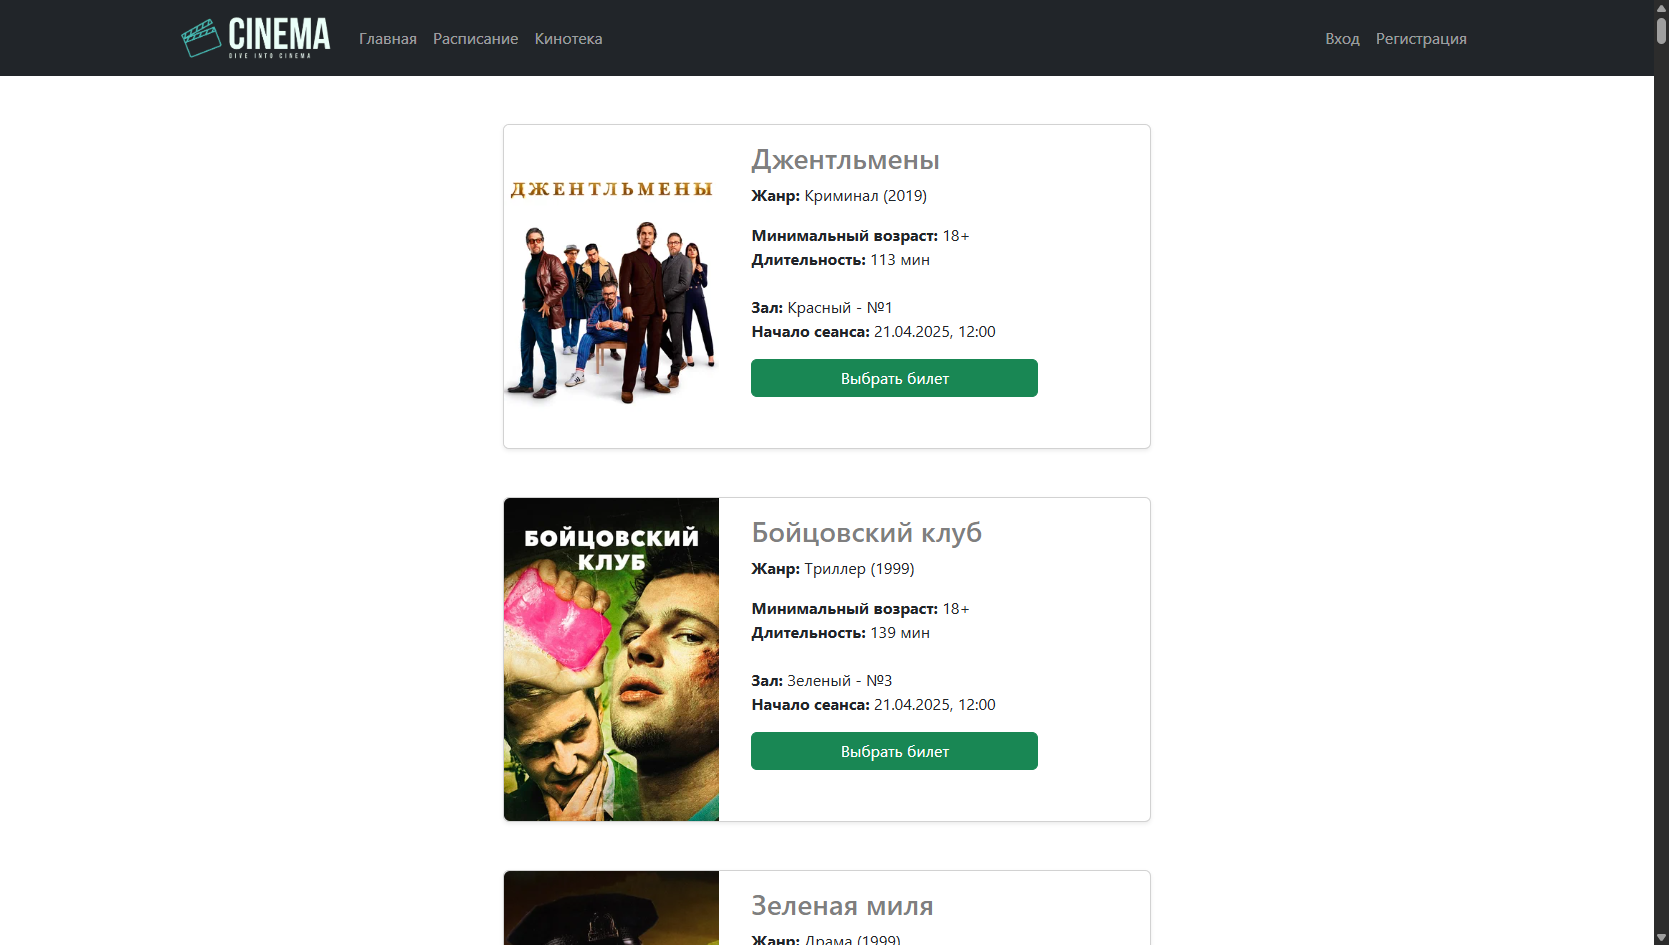 CINEMA
DIVE INTO CINEMA
Главная Расписание Кинотека
Вход Регистрация
ДЖЕНТЛЬМЕНЫ
Джентльмены
Жанр: Криминал (2019)
Минимальный возраст: 18+
Длительность: 113 мин
Зал: Красный - №1
Начало сеанса: 21.04.2025, 12:00
Выбрать билет
БОЙЦОВСКИЙ
КЛУБ
Бойцовский клуб
Жанр: Триллер (1999)
Минимальный возраст: 18+
Длительность: 139 мин
Зал: Зеленый - №3
Начало сеанса: 21.04.2025, 12:00
Выбрать билет
Зеленая миля
Жанр: Драма (1999)